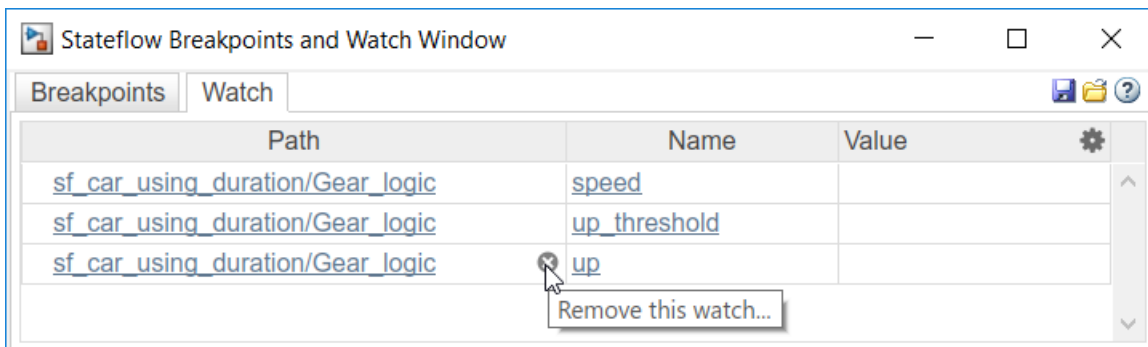 Stateflow Breakpoints and Watch Window
Breakpoints Watch
Path Name Value
sf_car_using_duration/Gear_logic speed
sf_car_using_duration/Gear_logic up_threshold
sf_car_using_duration/Gear_logic up
Remove this watch...